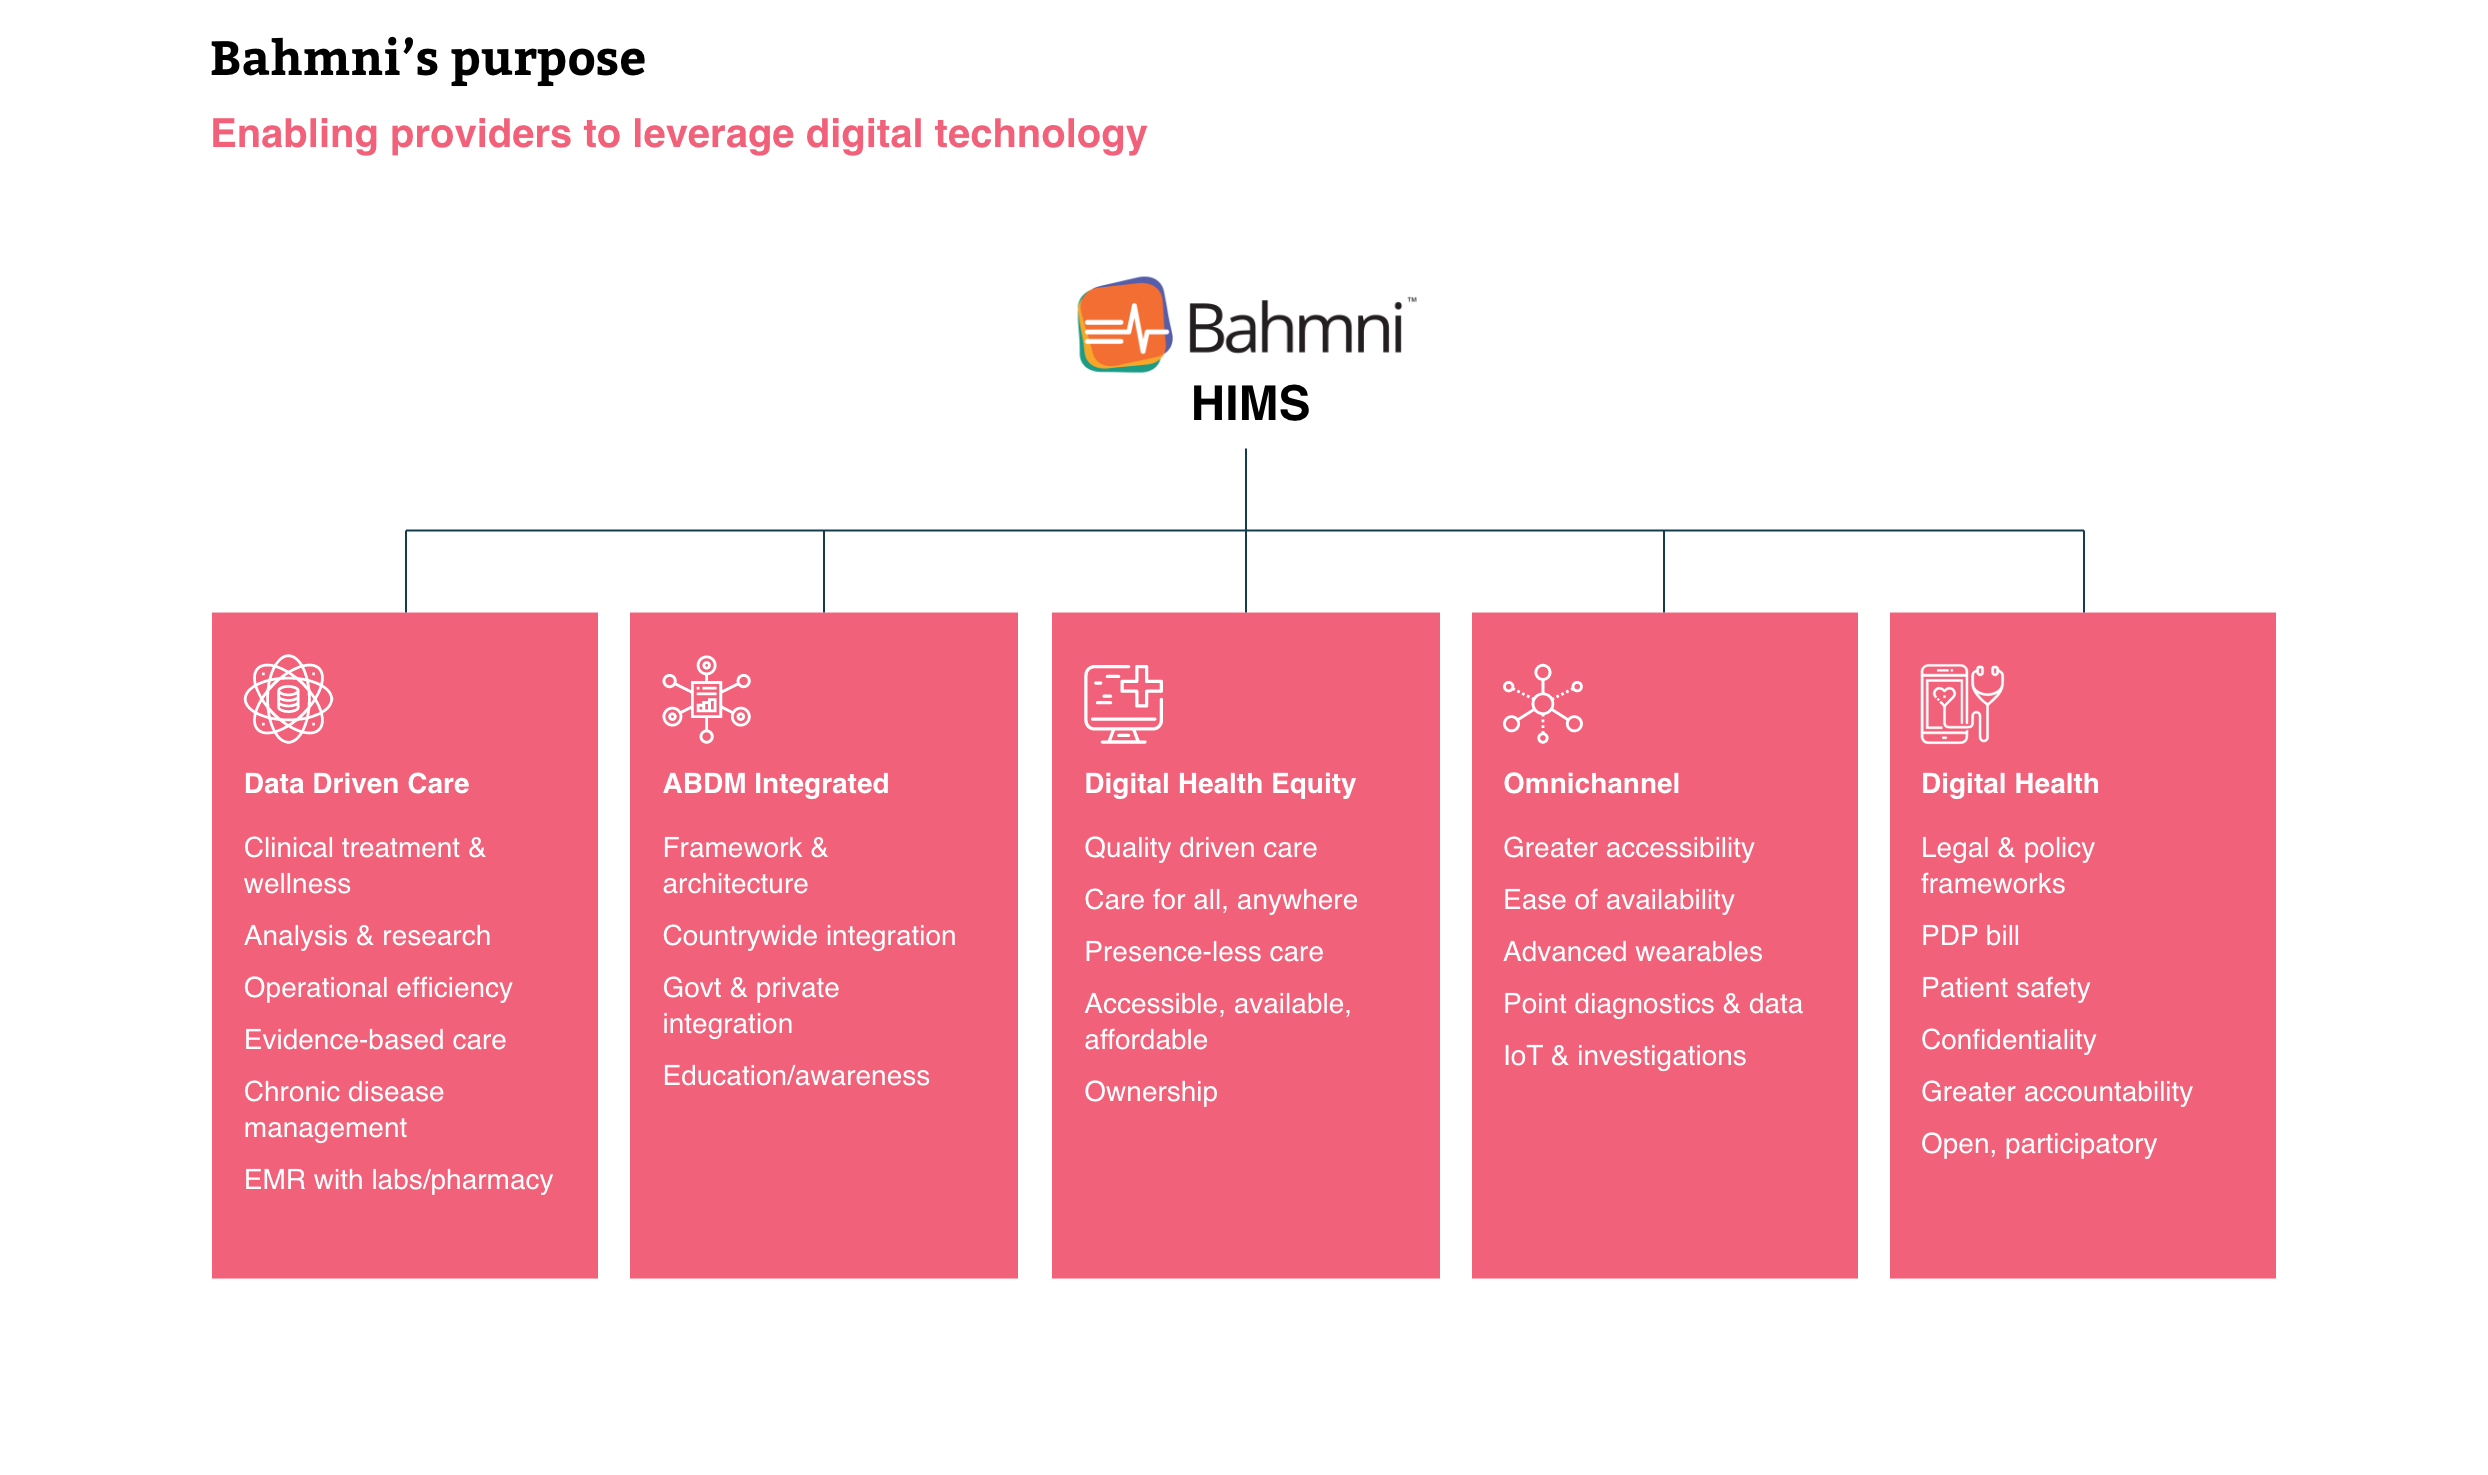 Bahmni’s purpose
Enabling providers to leverage digital technology
Bahmni™
HIMS
Data Driven Care
Clinical treatment &
wellness
Analysis & research
Operational efficiency
Evidence-based care
Chronic disease
management
EMR with labs/pharmacy
ABDM Integrated
Framework &
architecture
Countrywide integration
Govt & private
integration
Education/awareness
Digital Health Equity
Quality driven care
Care for all, anywhere
Presence-less care
Accessible, available,
affordable
Ownership
Omnichannel
Greater accessibility
Ease of availability
Advanced wearables
Point diagnostics & data
IoT & investigations
Digital Health
Legal & policy
frameworks
PDP bill
Patient safety
Confidentiality
Greater accountability
Open, participatory